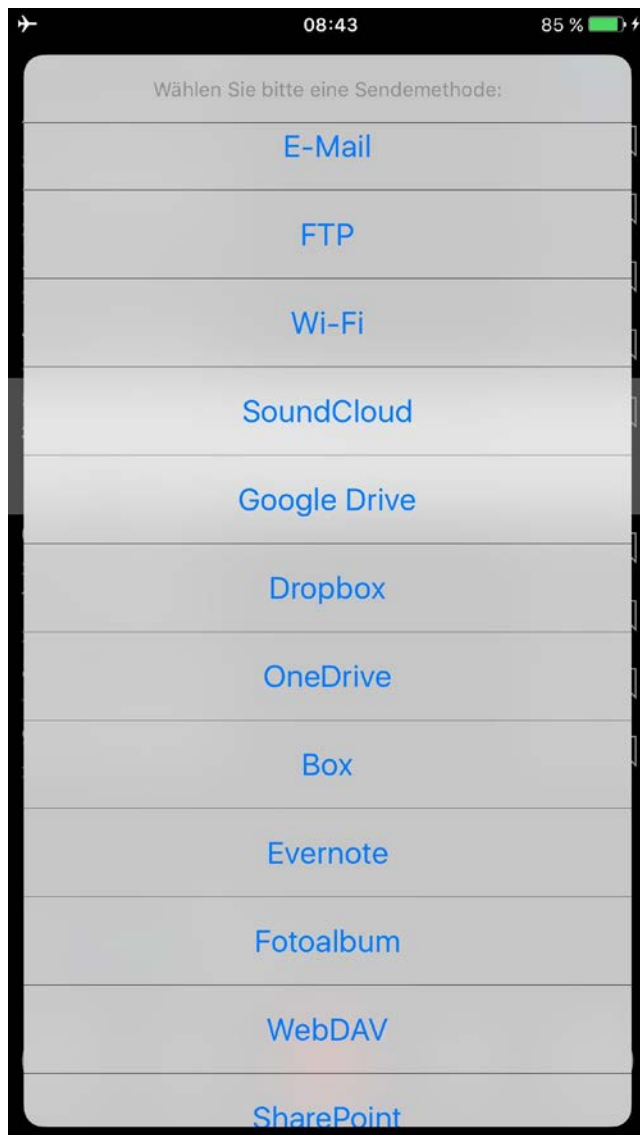 08:43
85 %
Wählen Sie bitte eine Sendemethode:
E-Mail
FTP
Wi-Fi
SoundCloud
Google Drive
Dropbox
OneDrive
Box
Evernote
Fotoalbum
WebDAV
SharePoint